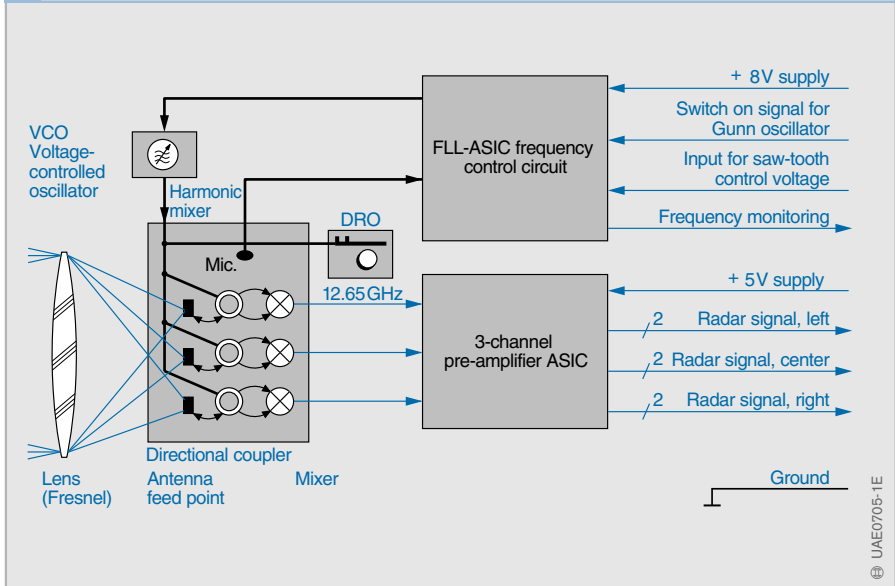 + 8V supply
Switch on signal for
Gunn oscillator
Input for saw-tooth
control voltage
Frequency monitoring
FLL-ASIC frequency
control circuit
VCO
Voltage-
controlled
oscillator
Harmonic
mixer
DRO
Mic.
12.65 GHz
+ 5V supply
3-channel
pre-amplifier ASIC
2 Radar signal, left
2 Radar signal, center
2 Radar signal, right
Directional coupler
Lens
(Fresnel)
Antenna
feed point
Mixer
Ground
UAE0705-1E